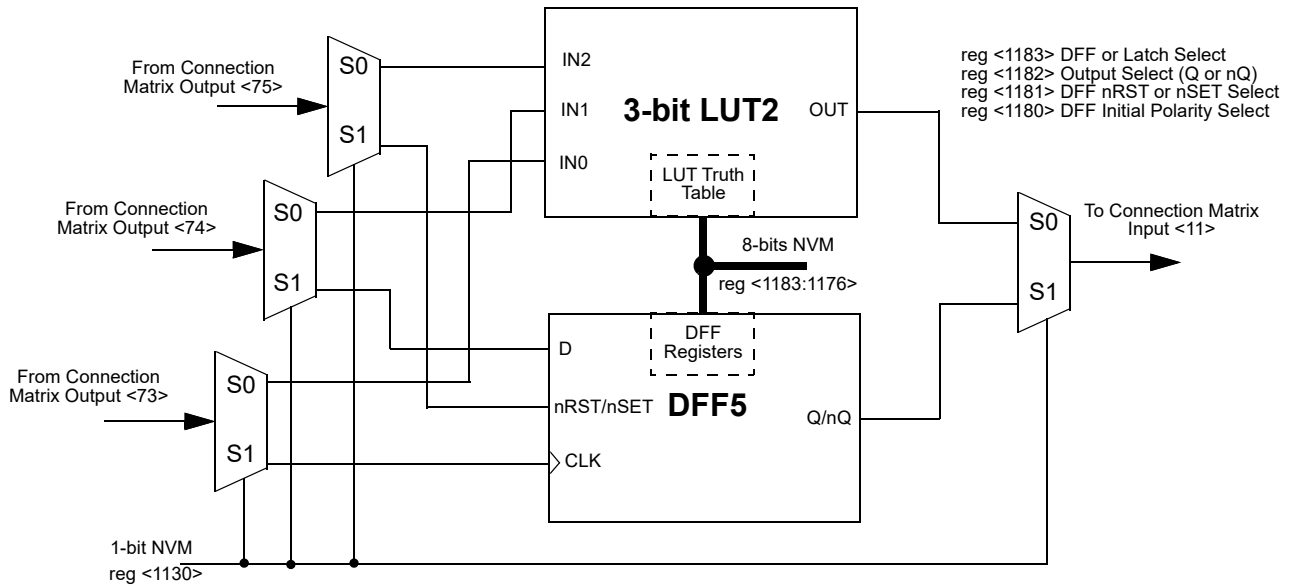 From Connection
Matrix Output <75>
S0
S1
IN2
IN1
IN0
3-bit LUT2
OUT
LUT Truth
Table
reg <1183> DFF or Latch Select
reg <1182> Output Select (Q or nQ)
reg <1181> DFF nRST or nSET Select
reg <1180> DFF Initial Polarity Select
From Connection
Matrix Output <74>
S0
S1
8-bits NVM
reg <1183:1176>
S0
S1
To Connection Matrix
Input <11>
From Connection
Matrix Output <73>
S0
S1
D
nRST/nSET
CLK
DFF
Registers
DFF5
Q/nQ
1-bit NVM
reg <1130>